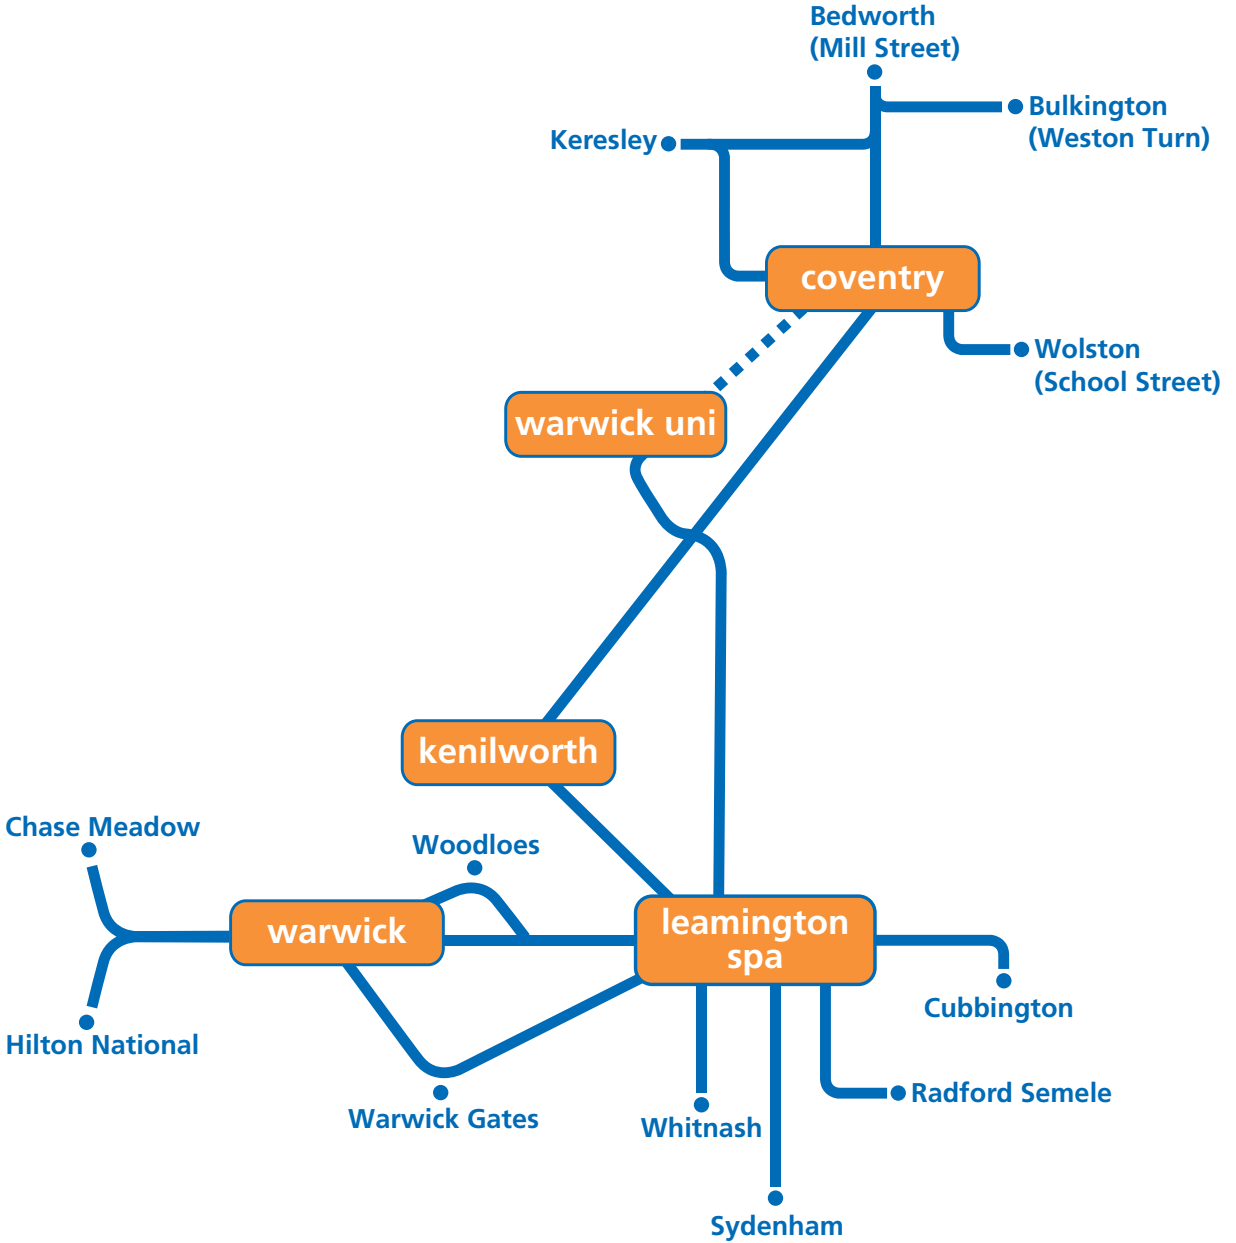 Bedworth
(Mill Street)
Bulkington
(Weston Turn)
Keresley
coventry
Wolston
(School Street)
warwick uni
kenilworth
Chase Meadow
Woodloes
warwick
leamington
spa
Cubbington
Hilton National
Radford Semele
Warwick Gates
Whitnash
Sydenham